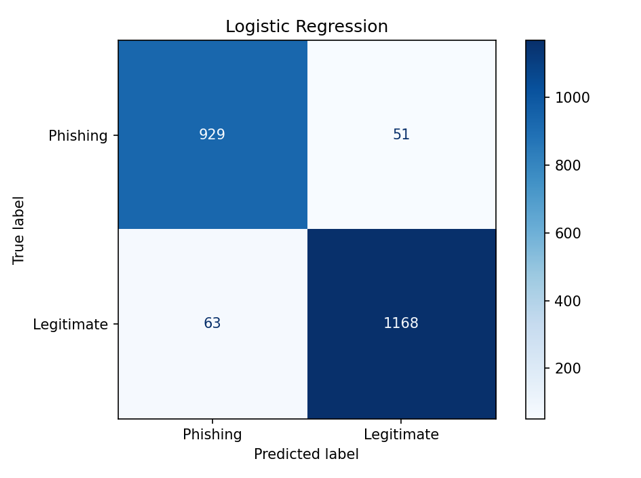 Logistic Regression
Phishing
929
51
Legitimate
63
1168
Phishing
Legitimate
Predicted label
True label
1000
800
600
400
200